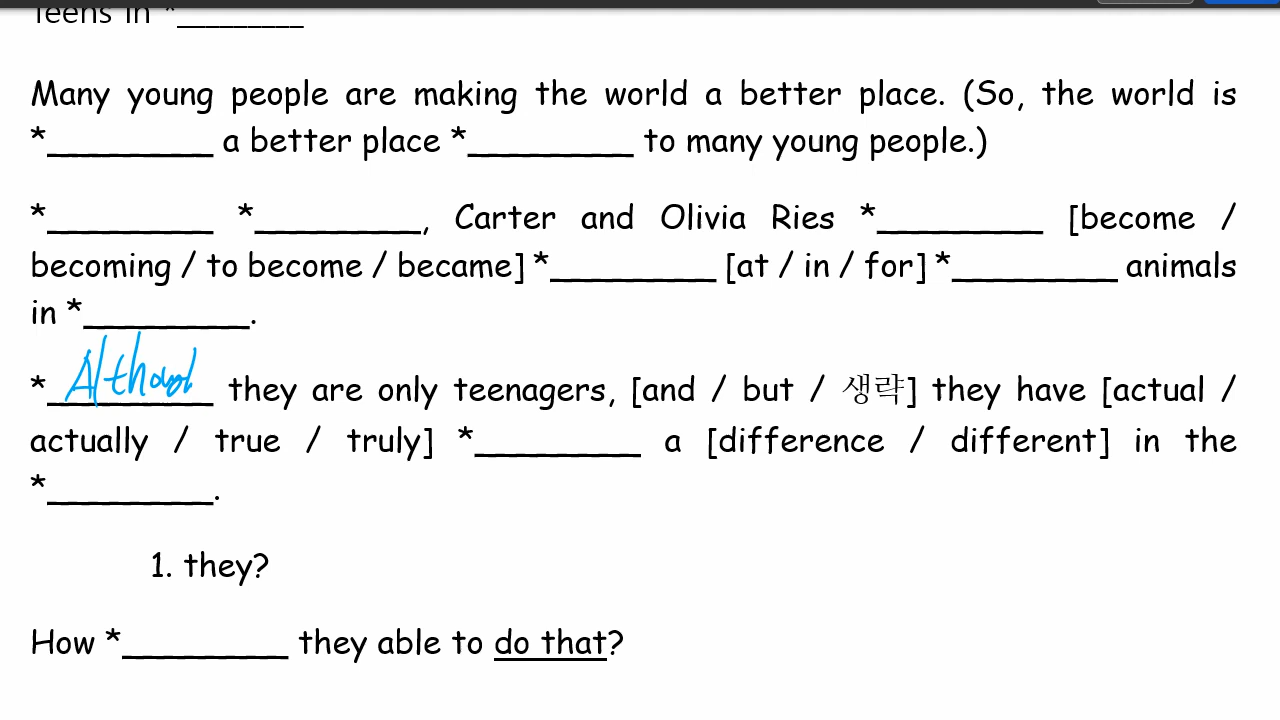 Teens in *________
Many young people are making the world a better place. (So, the world is
*________ a better place *________ to many young people.)
*________ *________, Carter and Olivia Ries *________ [become /
becoming / to become / became] *________ [at / in / for] *________ animals
in *________.
*Although they are only teenagers, [and / but / 생략] they have [actual /
actually / true / truly] *________ a [difference / different] in the
*________.
1. they?
How *________ they able to do that?